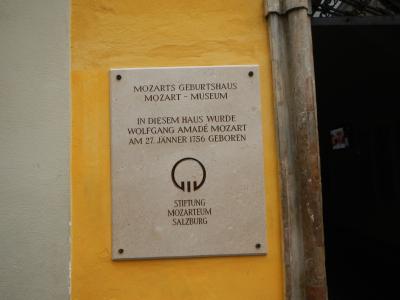 MOZARTS GEBURTSHAUS
MOZART - MUSEUM
IN DIESEM HAUS WURDE
WOLFGANG AMADÉ MOZART
AM 27. JÄNNER 1756 GEBOREN
STIFTUNG
MOZARTEUM
SALZBURG